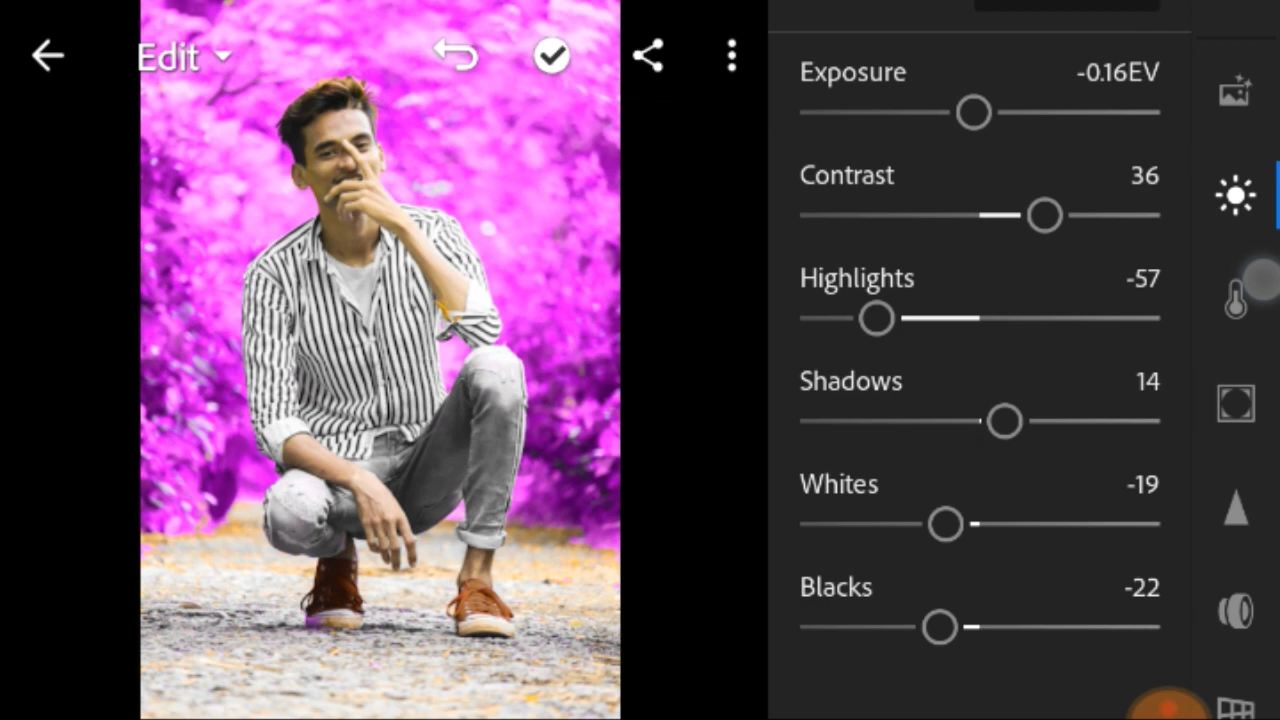 Edit
Exposure -0.16EV
Contrast 36
Highlights -57
Shadows 14
Whites -19
Blacks -22